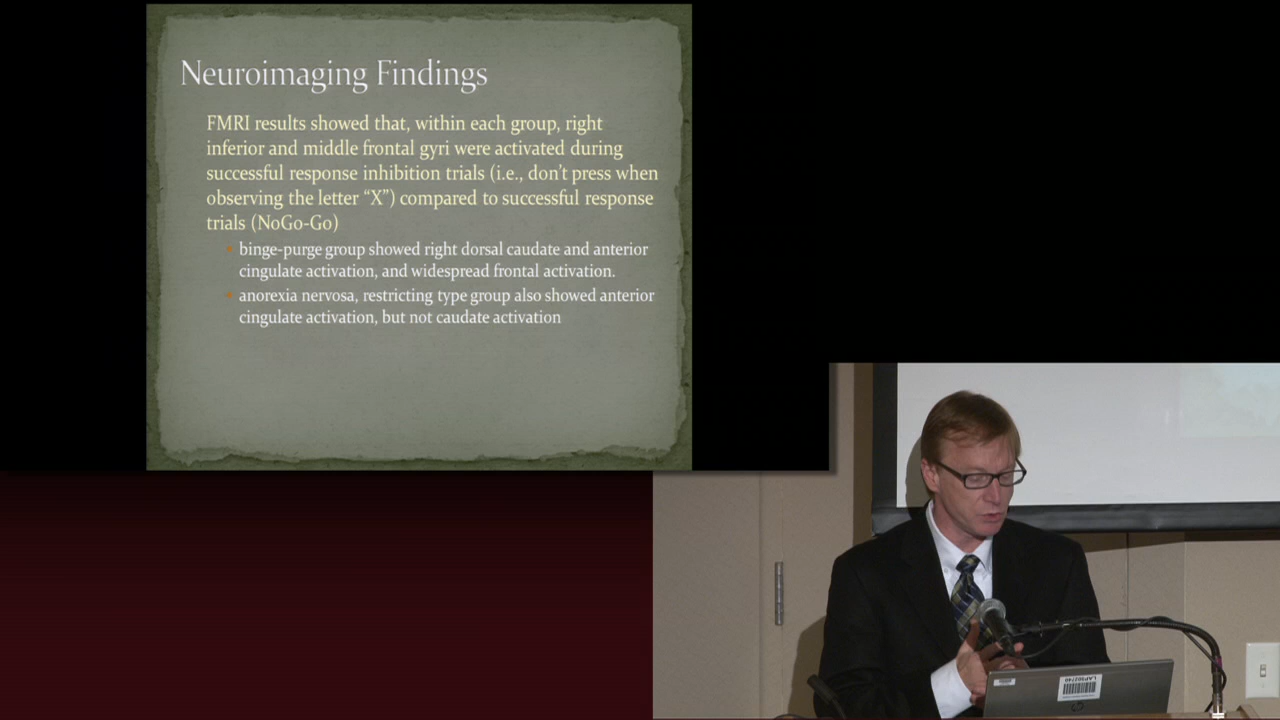 Neuroimaging Findings
FMRI results showed that, within each group, right
inferior and middle frontal gyri were activated during
successful response inhibition trials (i.e., don't press when
observing the letter “X”) compared to successful response
trials (NoGo-Go)
binge-purge group showed right dorsal caudate and anterior
cingulate activation, and widespread frontal activation.
anorexia nervosa, restricting type group also showed anterior
cingulate activation, but not caudate activation
LAP002740
hp